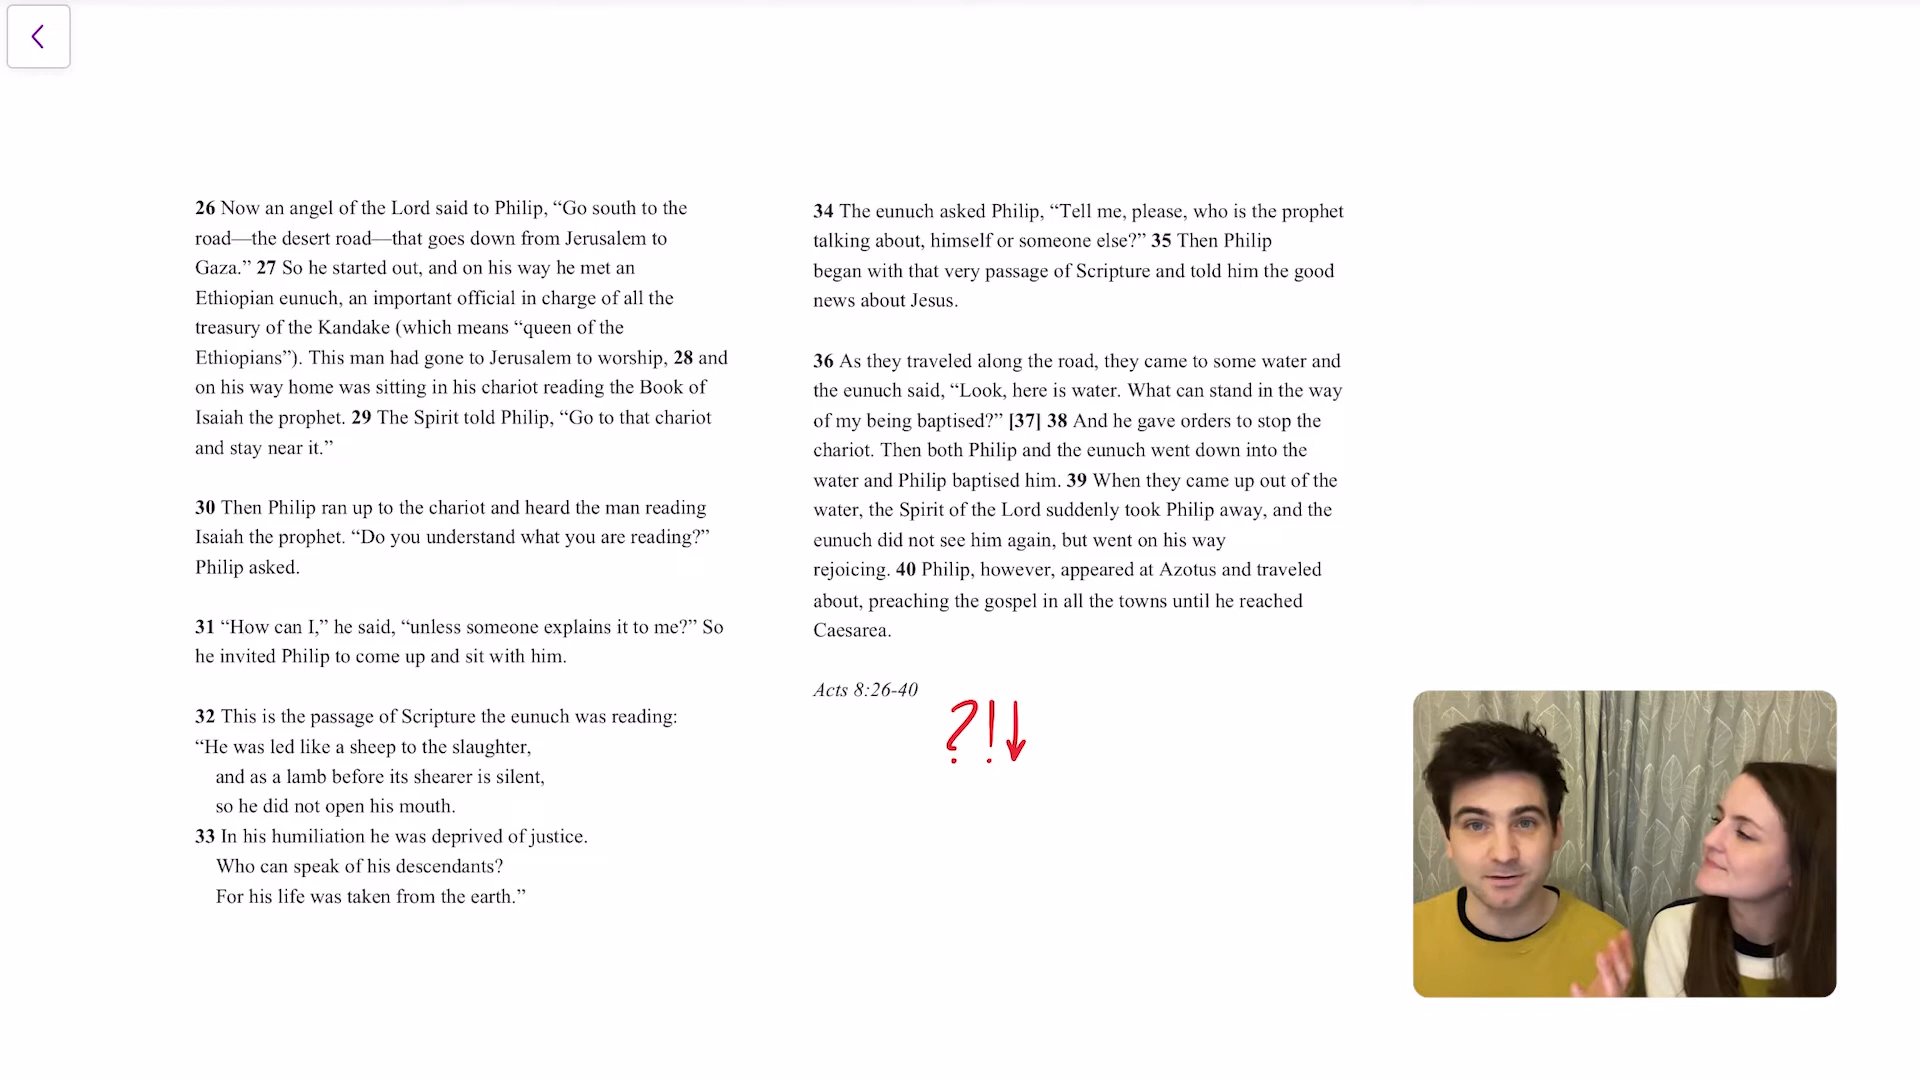 26 Now an angel of the Lord said to Philip, “Go south to the
road—the desert road—that goes down from Jerusalem to
Gaza.” 27 So he started out, and on his way he met an
Ethiopian eunuch, an important official in charge of all the
treasury of the Kandake (which means “queen of the
Ethiopians”). This man had gone to Jerusalem to worship, 28 and
on his way home was sitting in his chariot reading the Book of
Isaiah the prophet. 29 The Spirit told Philip, “Go to that chariot
and stay near it.”
30 Then Philip ran up to the chariot and heard the man reading
Isaiah the prophet. “Do you understand what you are reading?”
Philip asked.
31 “How can I,” he said, “unless someone explains it to me?” So
he invited Philip to come up and sit with him.
32 This is the passage of Scripture the eunuch was reading:
“He was led like a sheep to the slaughter,
and as a lamb before its shearer is silent,
so he did not open his mouth.
33 In his humiliation he was deprived of justice.
Who can speak of his descendants?
For his life was taken from the earth.”
34 The eunuch asked Philip, “Tell me, please, who is the prophet
talking about, himself or someone else?” 35 Then Philip
began with that very passage of Scripture and told him the good
news about Jesus.
36 As they traveled along the road, they came to some water and
the eunuch said, “Look, here is water. What can stand in the way
of my being baptised?” [37] 38 And he gave orders to stop the
chariot. Then both Philip and the eunuch went down into the
water and Philip baptised him. 39 When they came up out of the
water, the Spirit of the Lord suddenly took Philip away, and the
eunuch did not see him again, but went on his way
rejoicing. 40 Philip, however, appeared at Azotus and traveled
about, preaching the gospel in all the towns until he reached
Caesarea.
Acts 8:26-40
?!↓